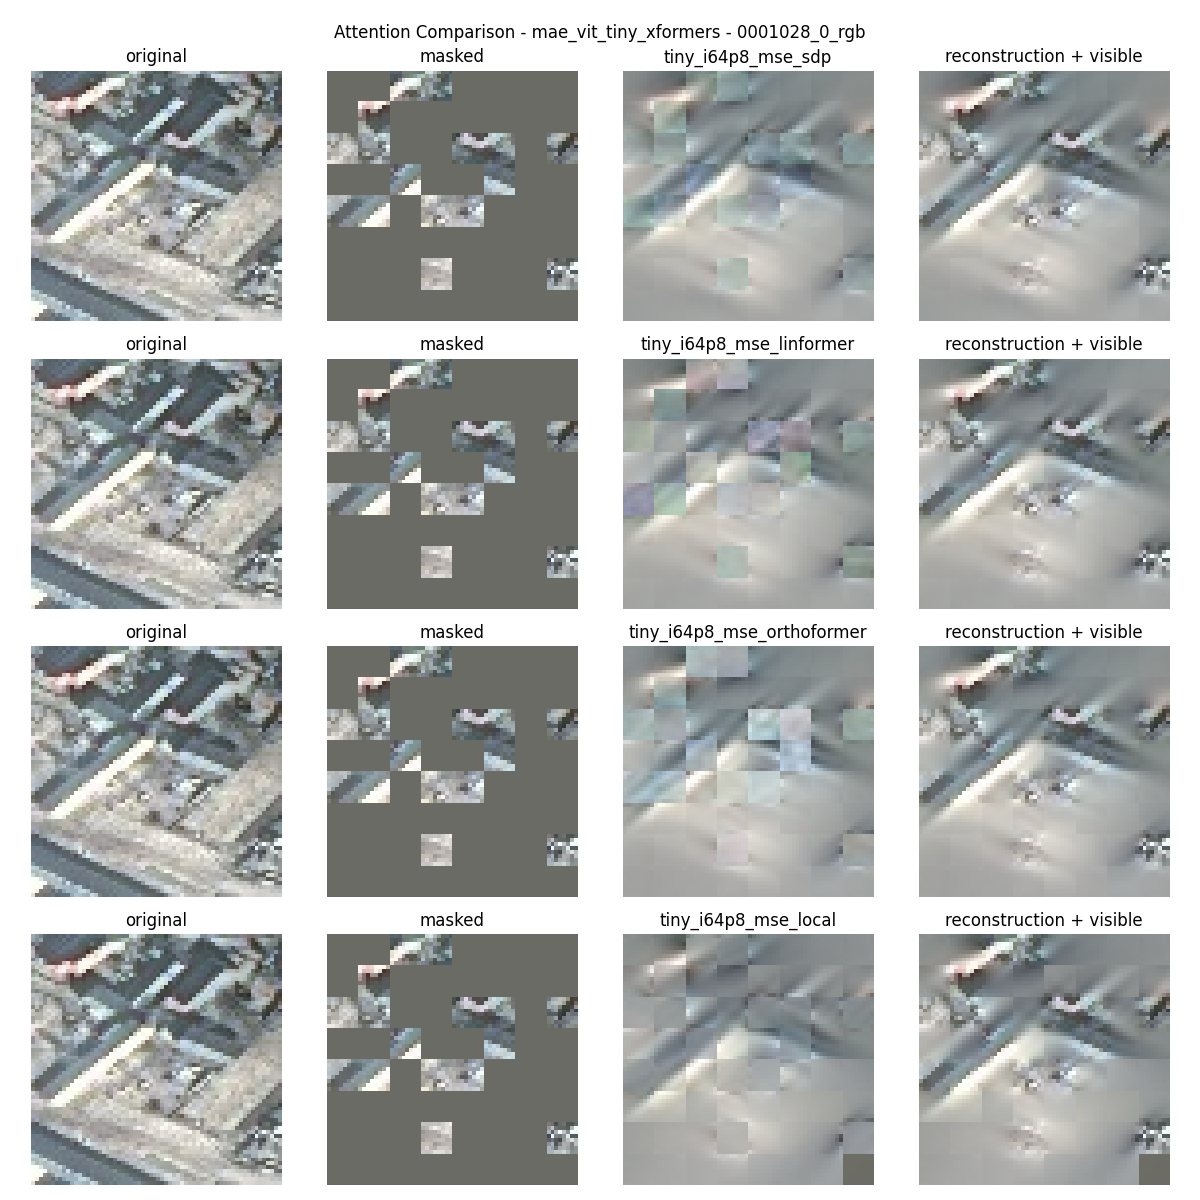 Attention Comparison - mae_vit_tiny_xformers - 0001028_0_rgb
original masked tiny_i64p8_mse_sdp reconstruction + visible
original masked tiny_i64p8_mse_linformer reconstruction + visible
original masked tiny_i64p8_mse_orthoformer reconstruction + visible
original masked tiny_i64p8_mse_local reconstruction + visible